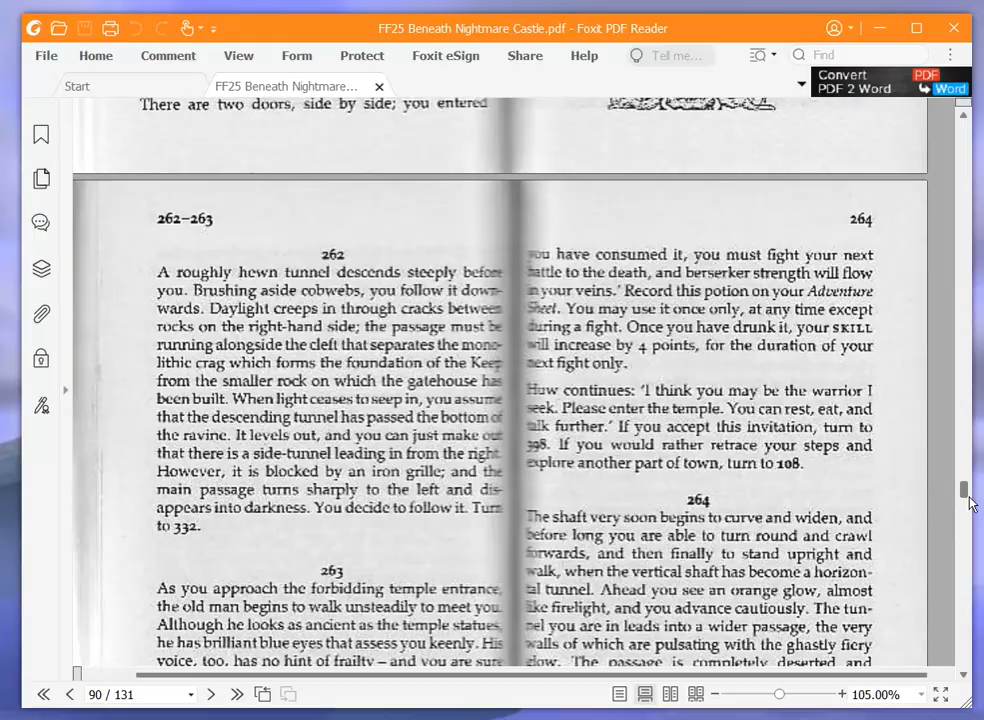 FF25 Beneath Nightmare Castle.pdf - Foxit PDF Reader
File Home Comment View Form Protect Foxit eSign Share Help Tell me... Find
Start
FF25 Beneath Nightmare...
Convert PDF
PDF 2 Word Word
There are two doors, side by side; you entered
262–263
262
A roughly hewn tunnel descends steeply before
you. Brushing aside cobwebs, you follow it down-
wards. Daylight creeps in through cracks between
rocks on the right-hand side; the passage must be
running alongside the cleft that separates the mono-
lithic crag which forms the foundation of the Keep
from the smaller rock on which the gatehouse has
been built. When light ceases to seep in, you assume
that the descending tunnel has passed the bottom of
the ravine. It levels out, and you can just make out
that there is a side-tunnel leading in from the right.
However, it is blocked by an iron grille; and the
main passage turns sharply to the left and dis-
appears into darkness. You decide to follow it. Turn
to 332.
263
As you approach the forbidding temple entrance,
the old man begins to walk unsteadily to meet you.
Although he looks as ancient as the temple statues,
he has brilliant blue eyes that assess you keenly. His
voice, too, has no hint of frailty – and you are sure
264
you have consumed it, you must fight your next
battle to the death, and berserker strength will flow
in your veins.' Record this potion on your Adventure
Sheet. You may use it once only, at any time except
during a fight. Once you have drunk it, your SKILL
will increase by 4 points, for the duration of your
next fight only.
Huw continues: 'I think you may be the warrior I
seek. Please enter the temple. You can rest, eat, and
talk further.' If you accept this invitation, turn to
398. If you would rather retrace your steps and
explore another part of town, turn to 108.
264
The shaft very soon begins to curve and widen, and
before long you are able to turn round and crawl
forwards, and then finally to stand upright and
walk, when the vertical shaft has become a horizon-
tal tunnel. Ahead you see an orange glow, almost
like firelight, and you advance cautiously. The tun-
nel you are in leads into a wider passage, the very
walls of which are pulsating with the ghastly fiery
glow. The passage is completely deserted and
90 / 131
105.00%